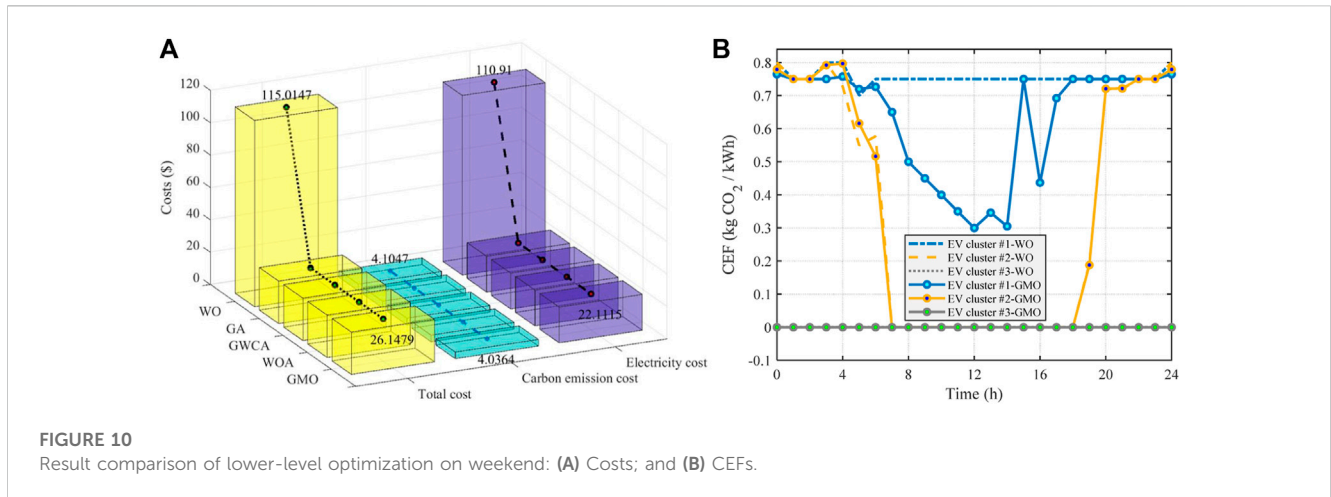 A
120
100
80
60
40
20
0
Costs ($)
115.0147
110.91
4.1047
26.1479
4.0364
22.1115
WO
GA
GWCA
WOA
GMO
Total cost
Carbon emission cost
Electricity cost
B
0.8
0.7
0.6
0.5
0.4
0.3
0.2
0.1
0
-0.1
CEF (kg CO2 / kWh)
EV cluster #1-WO
EV cluster #2-WO
EV cluster #3-WO
EV cluster #1-GMO
EV cluster #2-GMO
EV cluster #3-GMO
0 4 8 12 16 20 24
Time (h)
FIGURE 10
Result comparison of lower-level optimization on weekend: (A) Costs; and (B) CEFs.